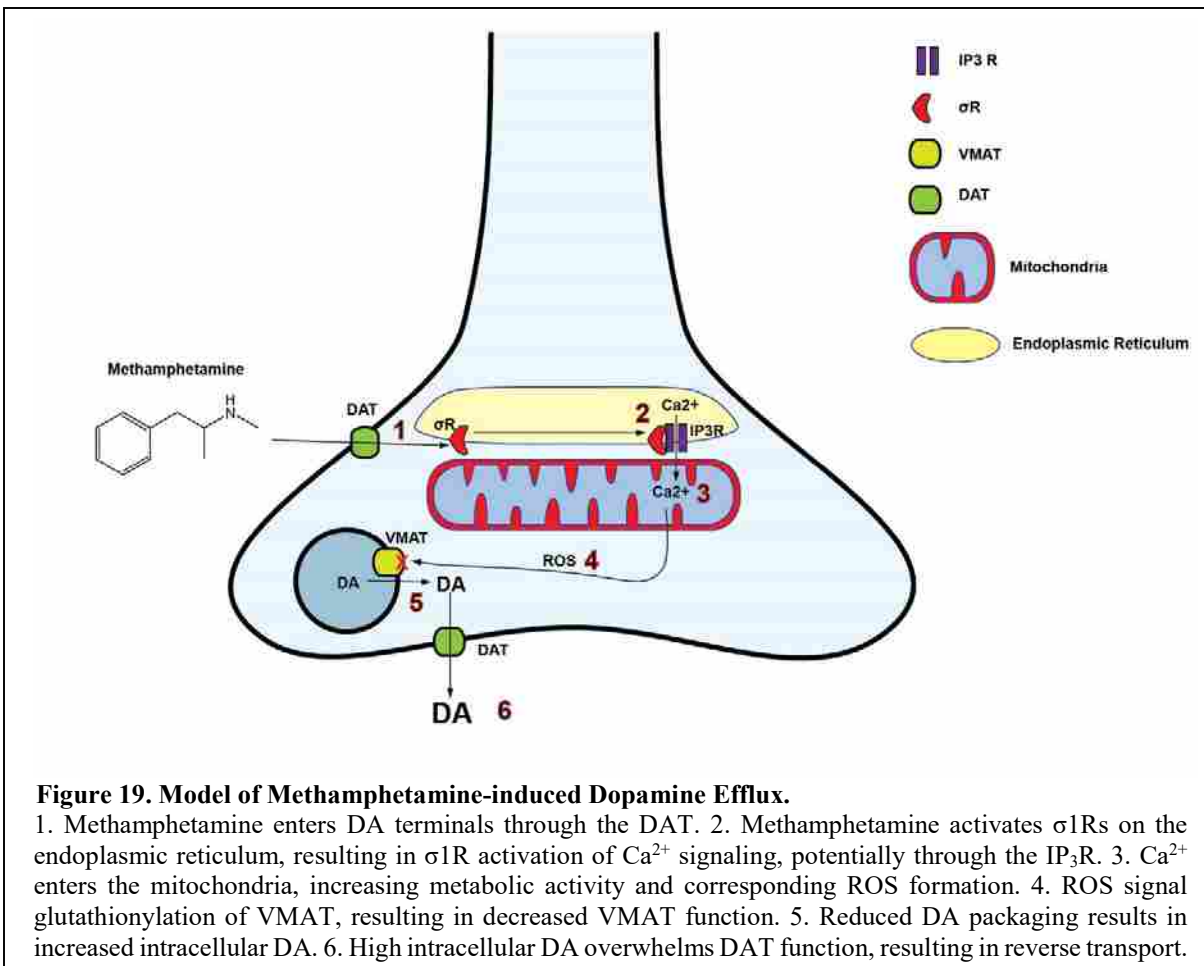 IP3 R
σR
VMAT
DAT
Mitochondria
Endoplasmic Reticulum
Methamphetamine
H
N
DAT
1
σR
2
Ca2+
IP3R
Ca2+
3
VMAT
ROS
4
DA
DA
5
DAT
DA
6
Figure 19. Model of Methamphetamine-induced Dopamine Efflux.
1. Methamphetamine enters DA terminals through the DAT. 2. Methamphetamine activates σ1Rs on the
endoplasmic reticulum, resulting in σ1R activation of Ca²⁺ signaling, potentially through the IP₃R. 3. Ca²⁺
enters the mitochondria, increasing metabolic activity and corresponding ROS formation. 4. ROS signal
glutathionylation of VMAT, resulting in decreased VMAT function. 5. Reduced DA packaging results in
increased intracellular DA. 6. High intracellular DA overwhelms DAT function, resulting in reverse transport.